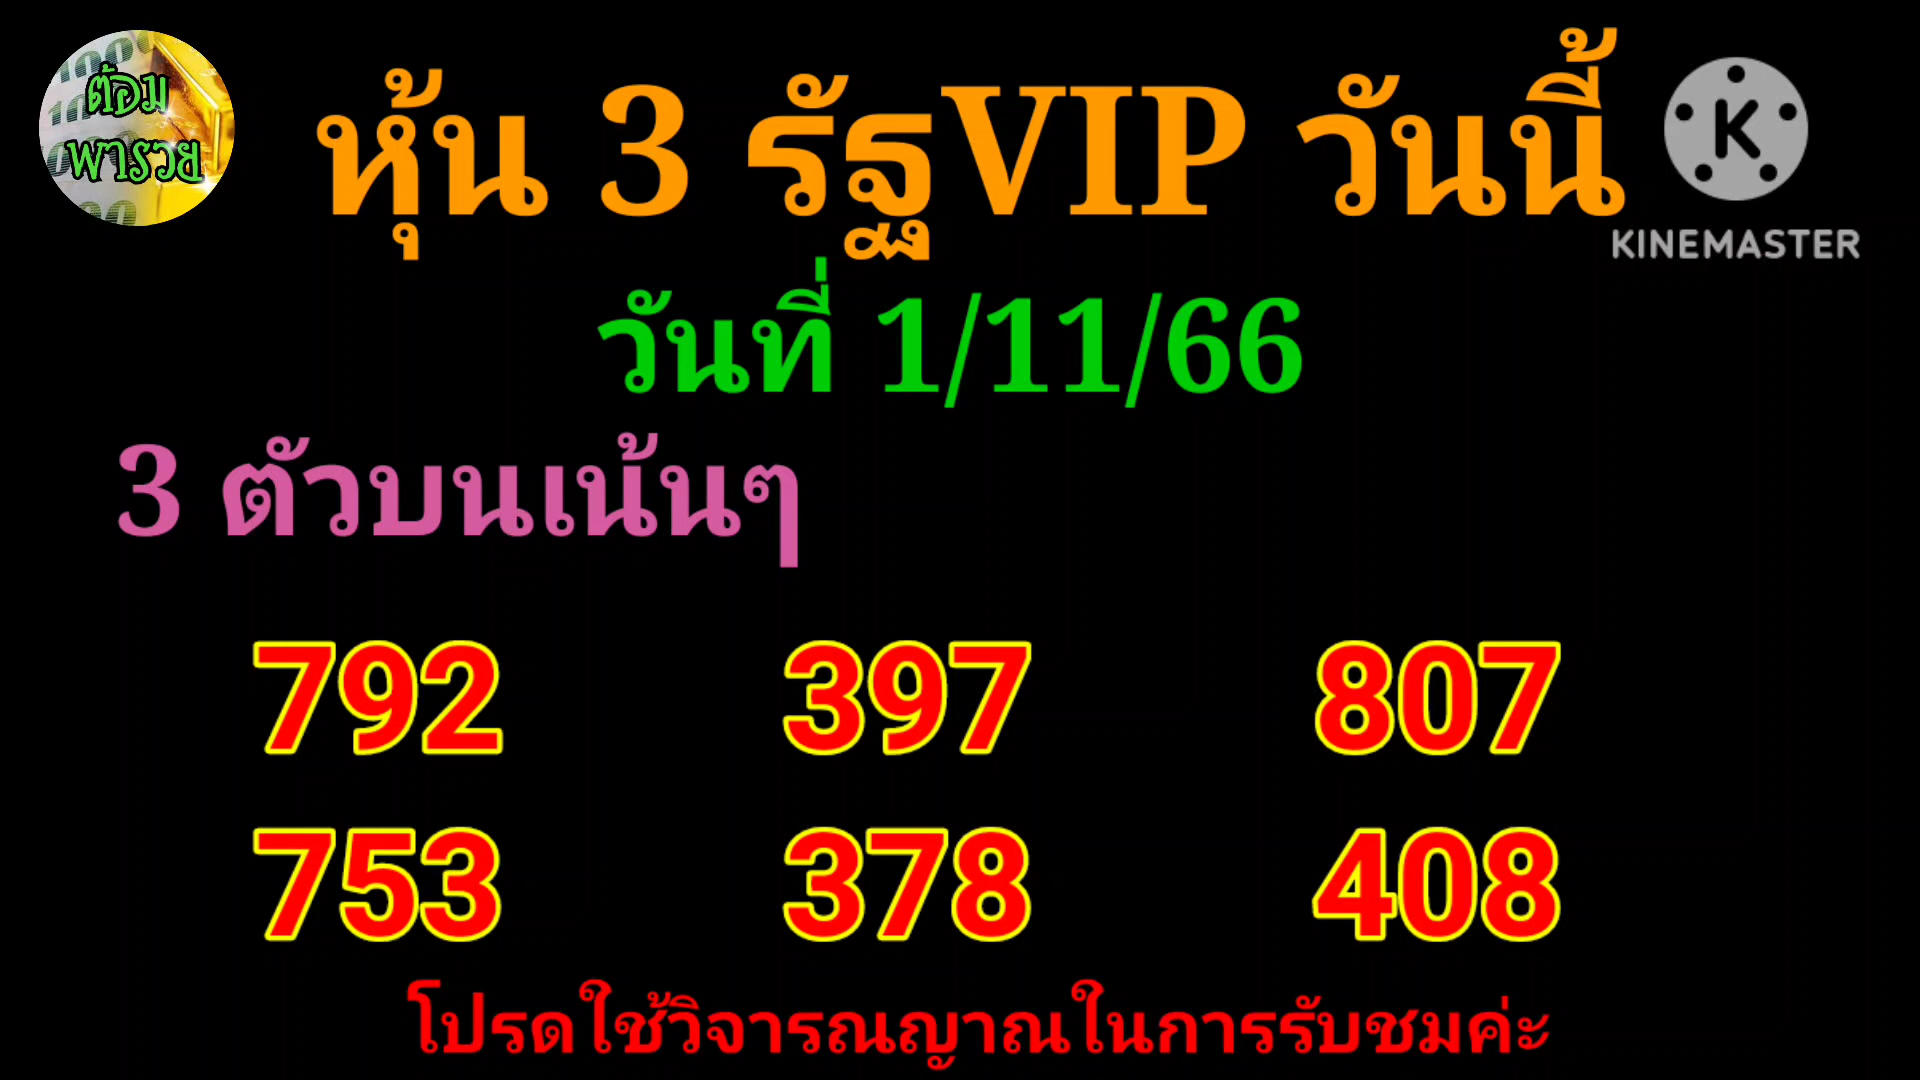 ต้อม
พารวย
หุ้น 3 รัฐVIP วันนี้
KINEMASTER
วันที่ 1/11/66
3 ตัวบนเน้นๆ
792 397 807
753 378 408
โปรดใช้วิจารณญาณในการรับชมค่ะ